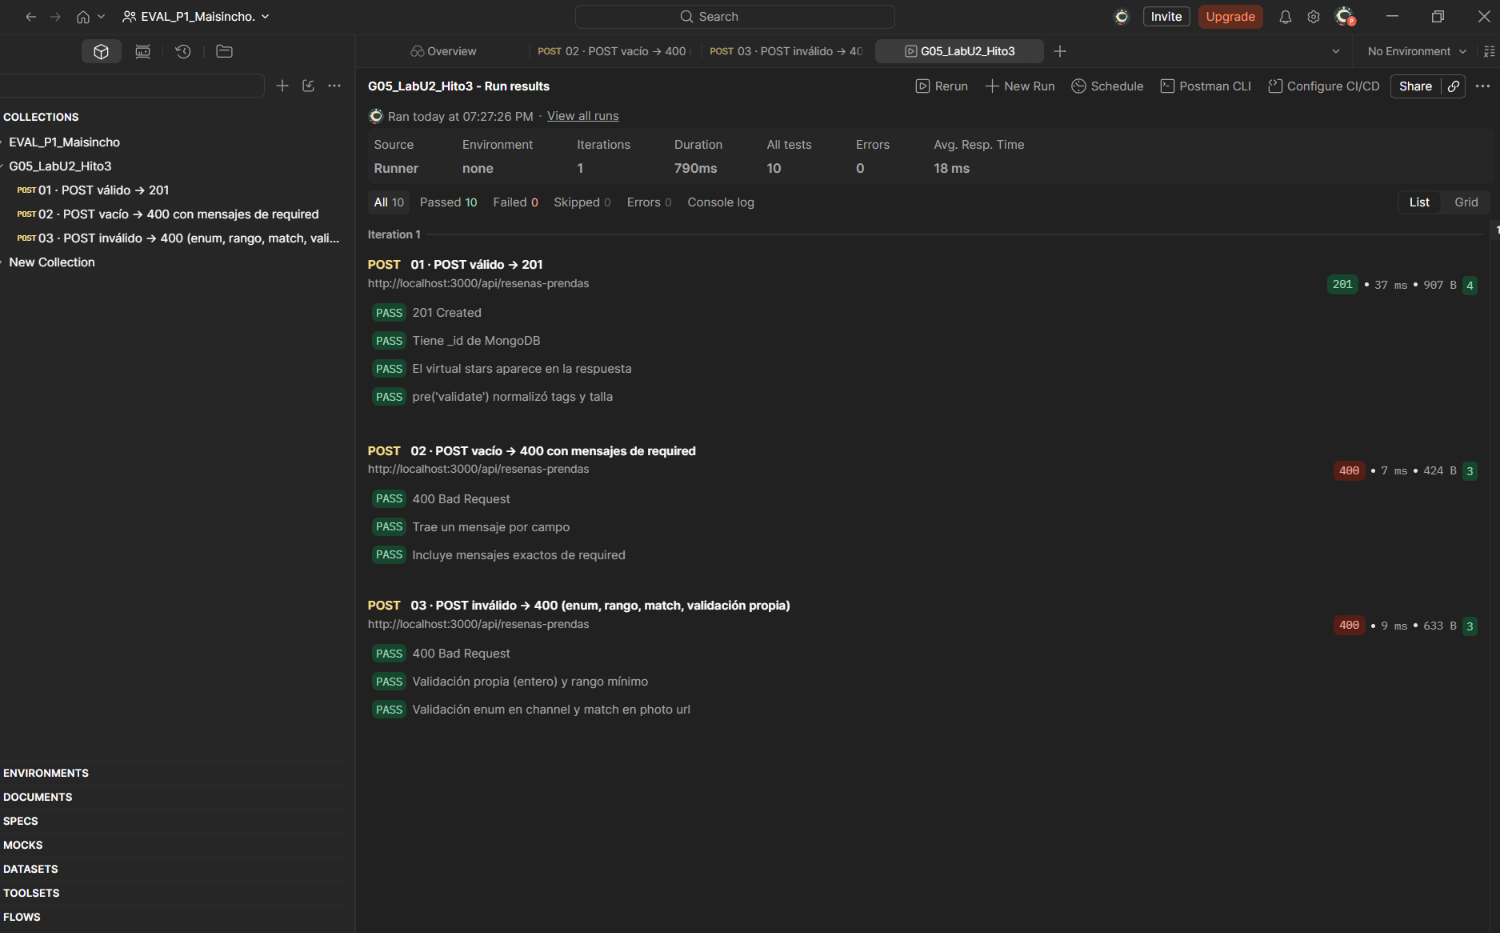 EVAL_P1_Maisincho.
Search
Invite
Upgrade
Overview
POST 02 · POST vacío → 400
POST 03 · POST inválido → 40
G05_LabU2_Hito3
No Environment
COLLECTIONS
EVAL_P1_Maisincho
G05_LabU2_Hito3
POST 01 · POST válido → 201
POST 02 · POST vacío → 400 con mensajes de required
POST 03 · POST inválido → 400 (enum, rango, match, vali...
New Collection
ENVIRONMENTS
DOCUMENTS
SPECS
MOCKS
DATASETS
TOOLSETS
FLOWS
G05_LabU2_Hito3 - Run results
Rerun
New Run
Schedule
Postman CLI
Configure CI/CD
Share
Ran today at 07:27:26 PM · View all runs
Source Environment Iterations Duration All tests Errors Avg. Resp. Time
Runner none 1 790ms 10 0 18 ms
All 10 Passed 10 Failed 0 Skipped 0 Errors 0 Console log
List Grid
Iteration 1
1
POST 01 · POST válido → 201
http://localhost:3000/api/resenas-prendas
201 • 37 ms • 907 B 4
PASS 201 Created
PASS Tiene _id de MongoDB
PASS El virtual stars aparece en la respuesta
PASS pre('validate') normalizó tags y talla
POST 02 · POST vacío → 400 con mensajes de required
http://localhost:3000/api/resenas-prendas
400 • 7 ms • 424 B 3
PASS 400 Bad Request
PASS Trae un mensaje por campo
PASS Incluye mensajes exactos de required
POST 03 · POST inválido → 400 (enum, rango, match, validación propia)
http://localhost:3000/api/resenas-prendas
400 • 9 ms • 633 B 3
PASS 400 Bad Request
PASS Validación propia (entero) y rango mínimo
PASS Validación enum en channel y match en photo url